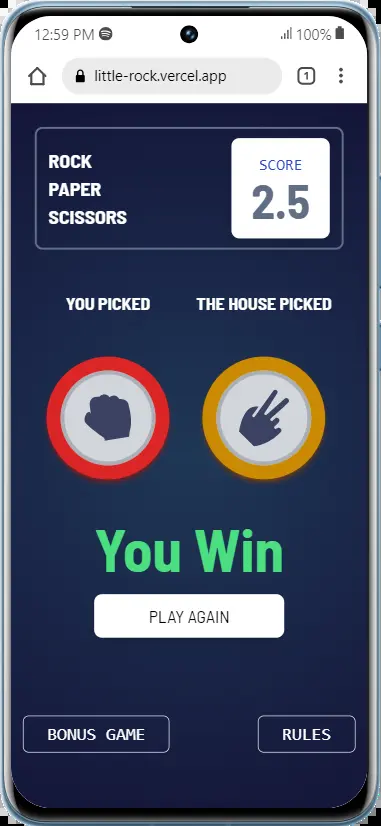 12:59 PM 100%
little-rock.vercel.app 1
ROCK
PAPER
SCISSORS
SCORE
2.5
YOU PICKED THE HOUSE PICKED
You Win
PLAY AGAIN
BONUS GAME RULES